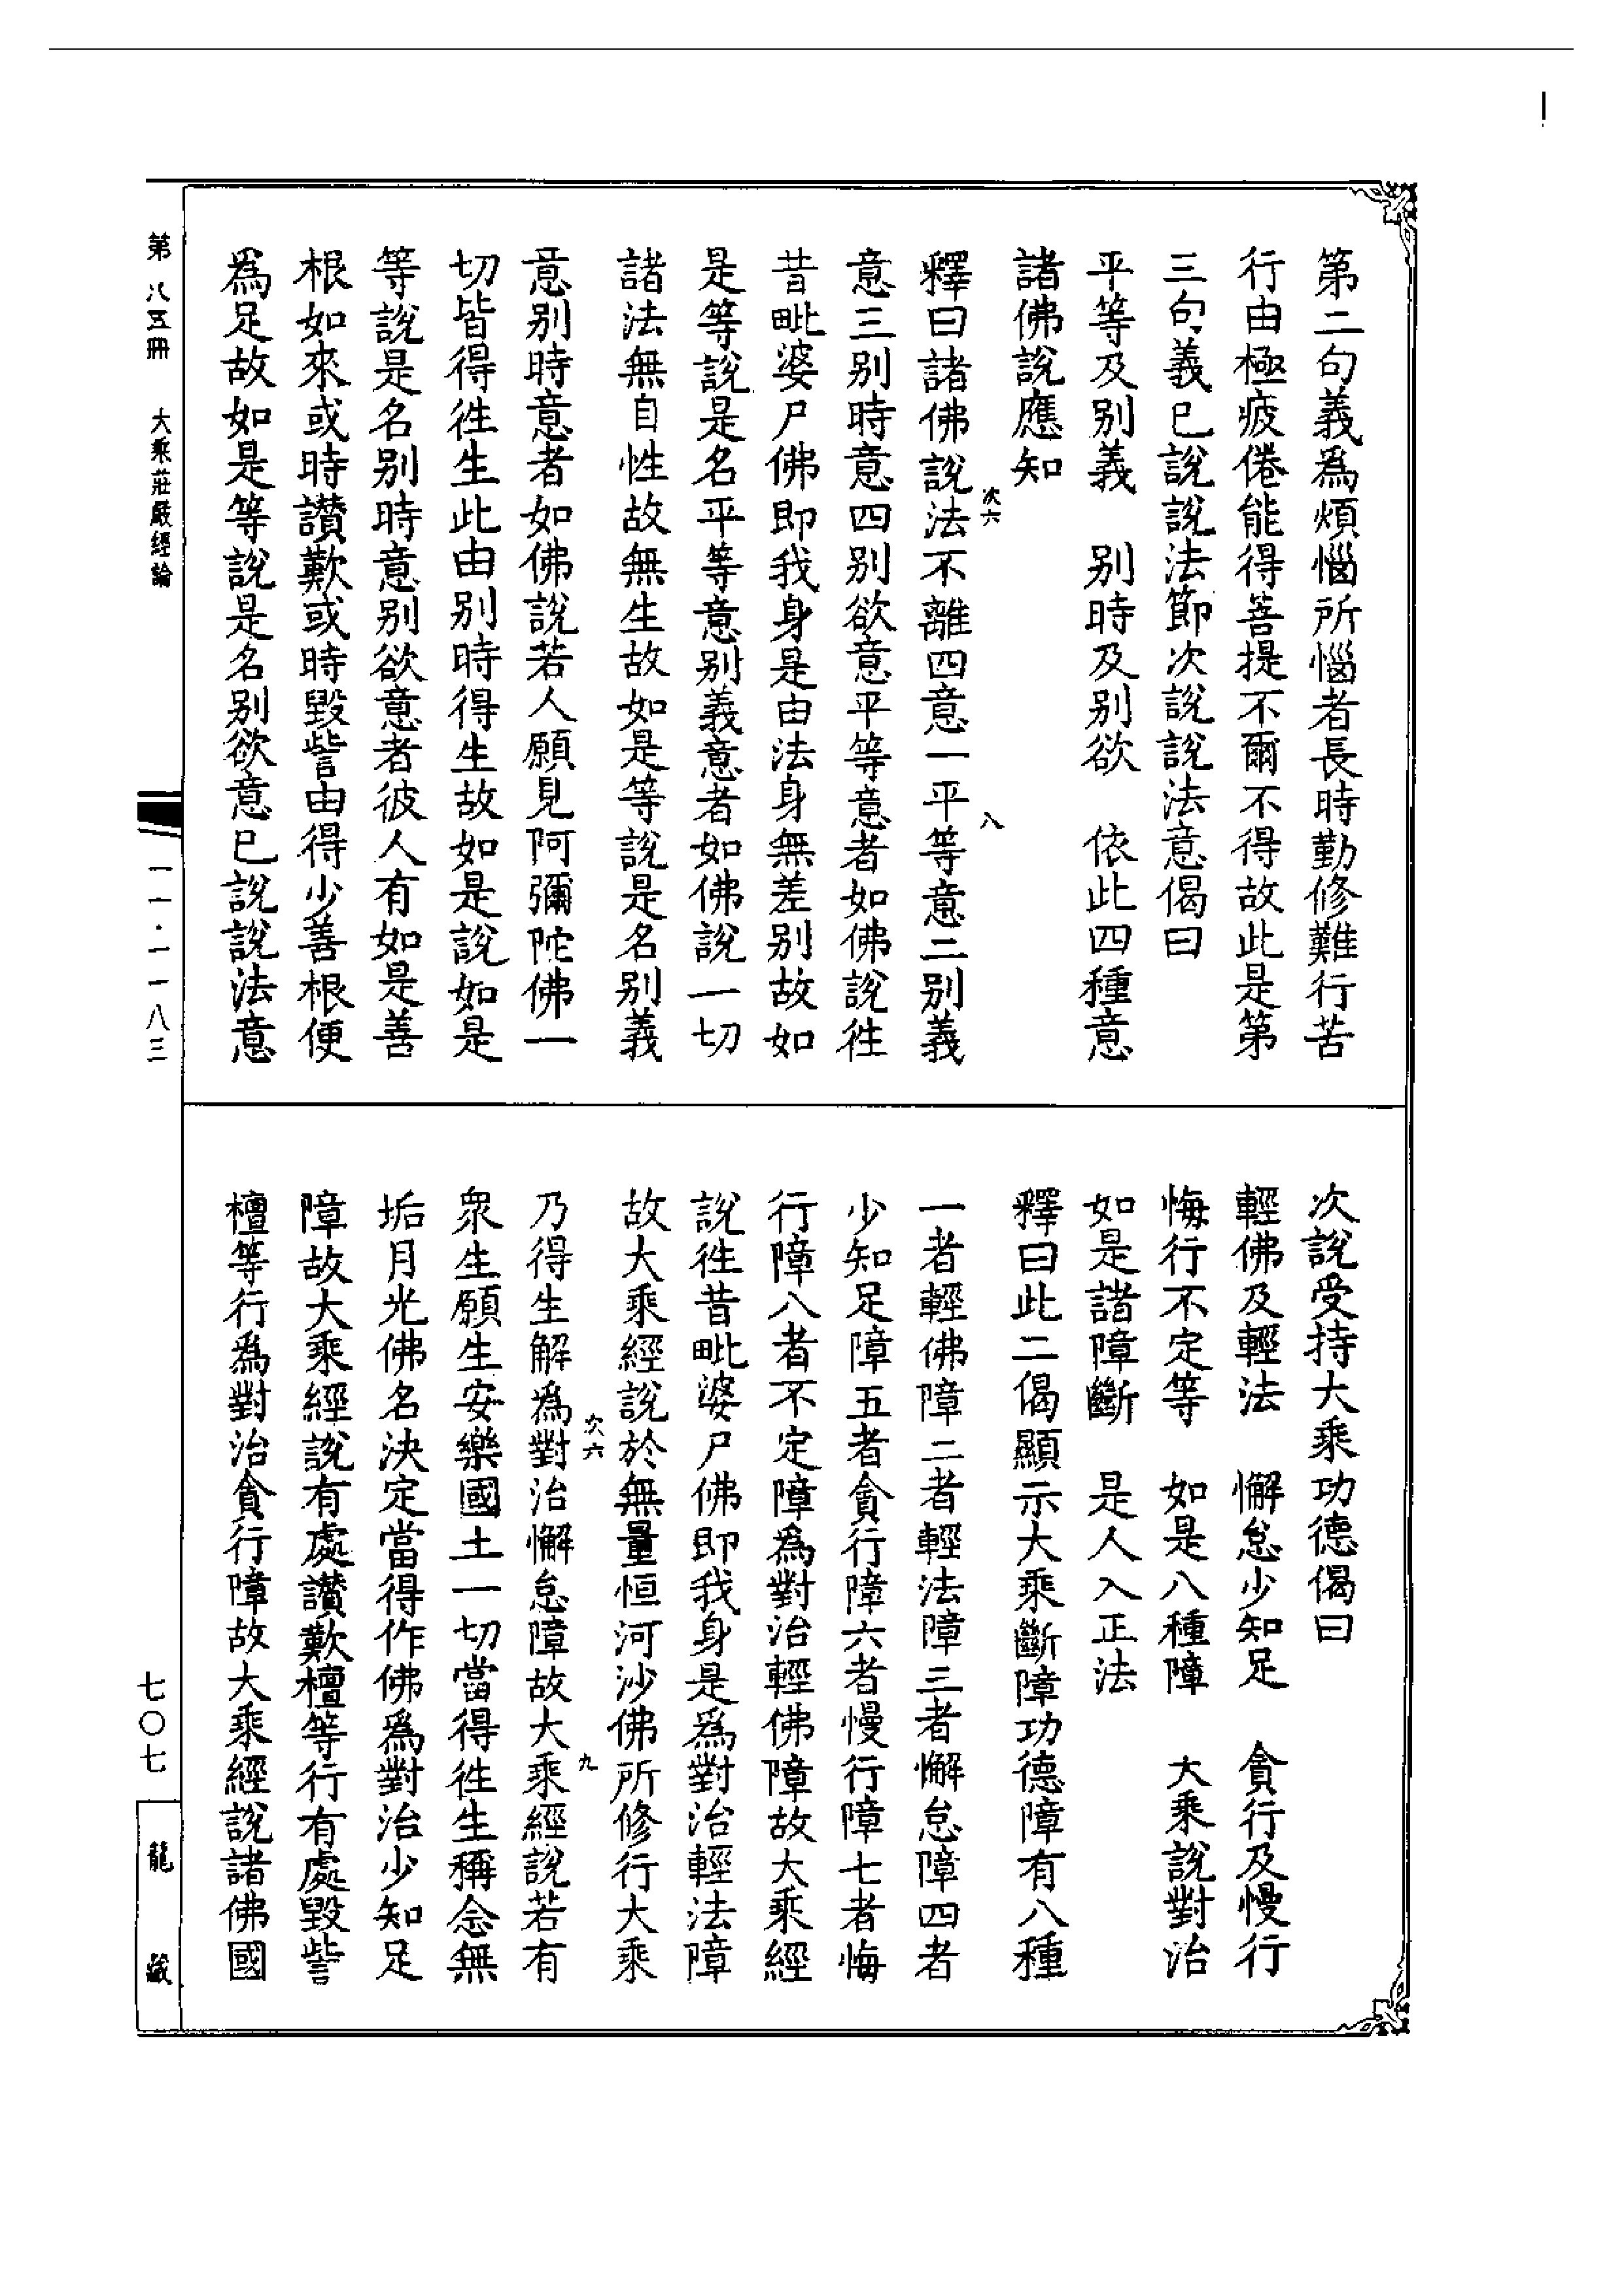 第二句義爲煩惱所惱者長時勤修難行苦
行由極疲倦能得菩提不爾不得故此是第
三句義已說說法節次說說法意偈曰
平等及別義　別時及別欲　依此四種意
諸佛說應知
釋曰諸佛說法不離四意一平等意二別義
意三別時意四別欲意平等意者如佛說徃
昔毗婆尸佛即我身是由法身無差別故如
是等說是名平等意別義意者如佛說一切
諸法無自性故無生故如是等說是名別義
意別時意者如佛說若人願見阿彌陀佛一
切皆得徃生此由別時得生故如是說如是
等說是名別時意別欲意者彼人有如是善
根如來或時讃歎或時毀訾由得少善根便
爲足故如是等說是名別欲意已說說法意
次六
八
次說受持大乘功德偈曰
輕佛及輕法　懈怠少知足　貪行及慢行
悔行不定等　如是八種障　大乘說對治
如是諸障斷　是人入正法
釋曰此二偈顯示大乘斷障功德障有八種
一者輕佛障二者輕法障三者懈怠障四者
少知足障五者貪行障六者慢行障七者悔
行障八者不定障爲對治輕佛障故大乘經
說徃昔毗婆尸佛即我身是爲對治輕法障
故大乘經說於無量恒河沙佛所修行大乘
乃得生解爲對治懈怠障故大乘經說若有
衆生願生安樂國土一切當得徃生稱念無
垢月光佛名決定當得作佛爲對治少知足
障故大乘經說有處讃歎檀等行有處毀訾
檀等行爲對治貪行障故大乘經說諸佛國
次六
九
第八五冊　大乘莊嚴經論
一一·一一八三
七〇七
龍藏